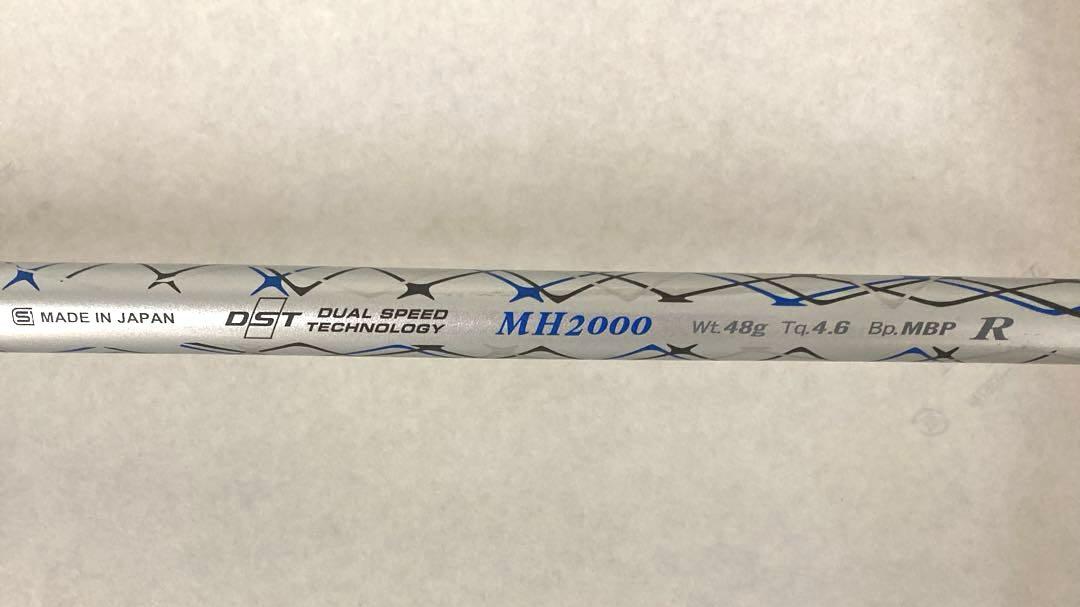 S MADE IN JAPAN DST DUAL SPEED
TECHNOLOGY MH2000 Wt.48g Tq.4.6 Bp.MBP R